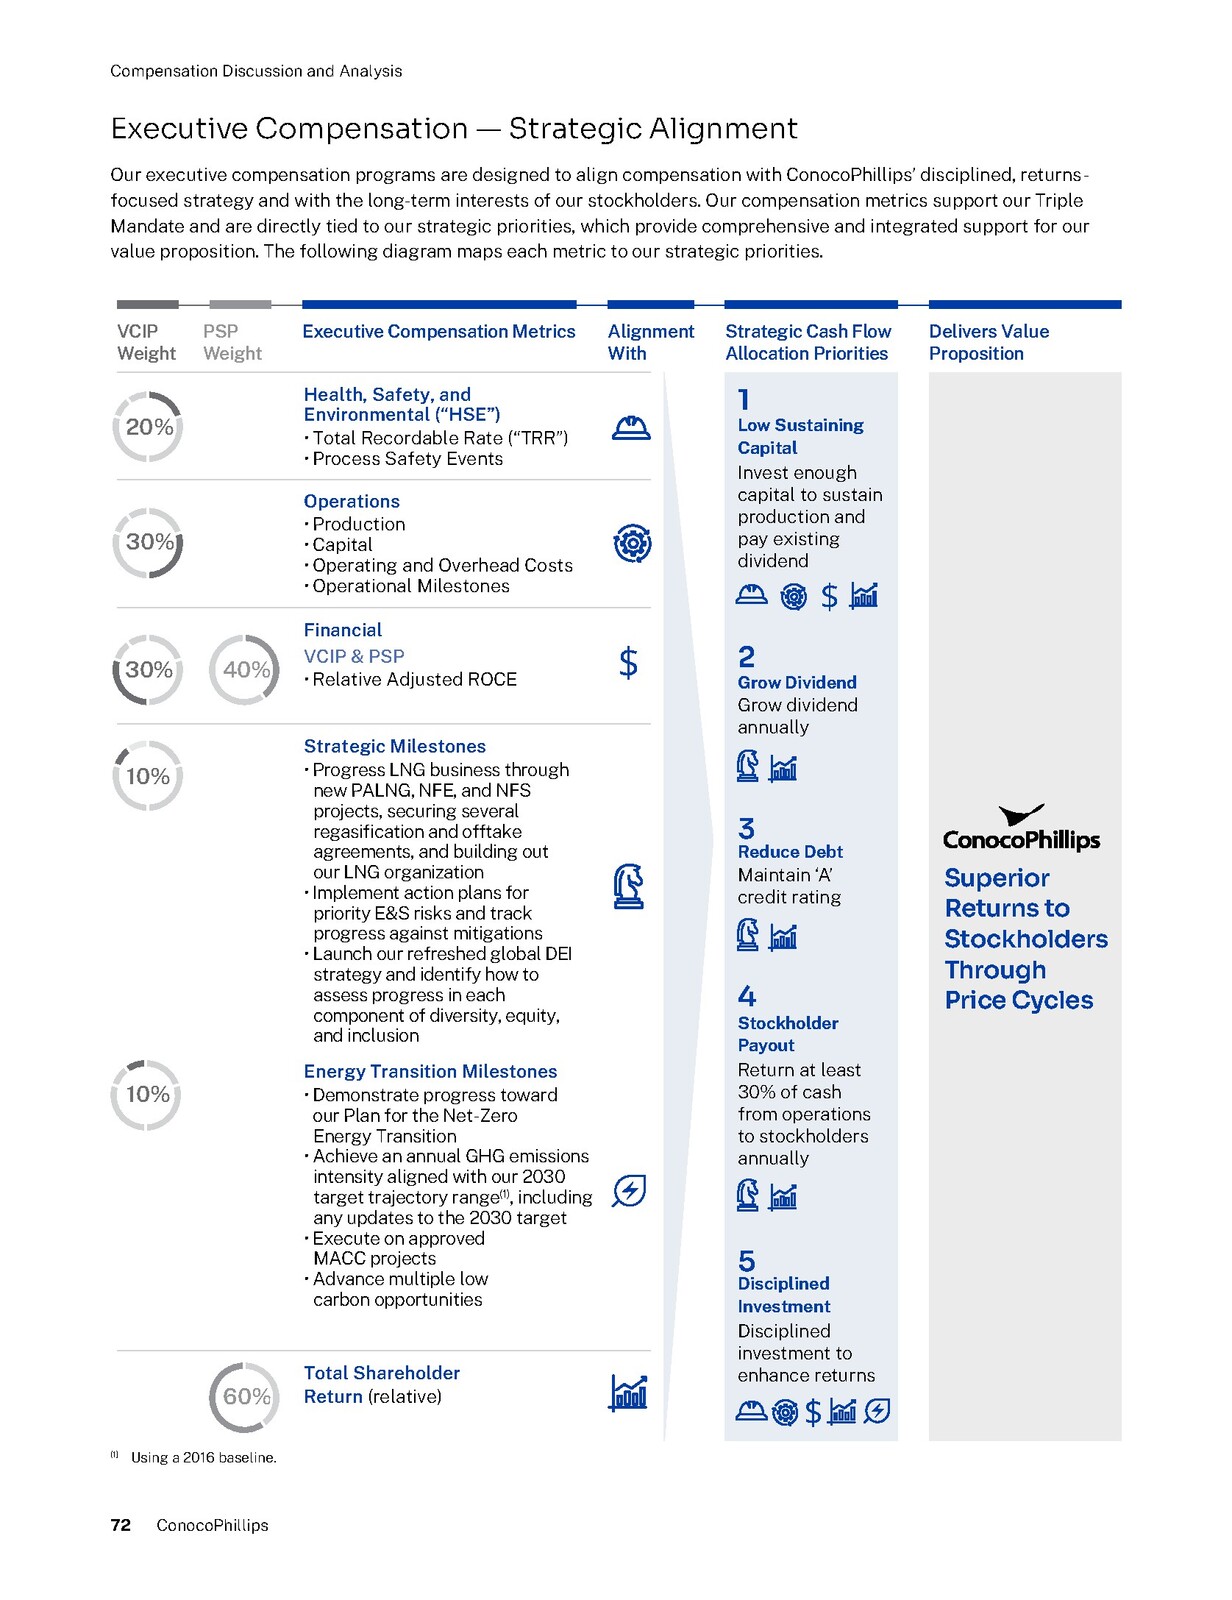 Compensation Discussion and Analysis
Executive Compensation — Strategic Alignment
Our executive compensation programs are designed to align compensation with ConocoPhillips’ disciplined, returns-
focused strategy and with the long-term interests of our stockholders. Our compensation metrics support our Triple
Mandate and are directly tied to our strategic priorities, which provide comprehensive and integrated support for our
value proposition. The following diagram maps each metric to our strategic priorities.
VCIP
Weight
PSP
Weight
Executive Compensation Metrics
Alignment
With
Strategic Cash Flow
Allocation Priorities
Delivers Value
Proposition
20%
Health, Safety, and
Environmental (“HSE”)
• Total Recordable Rate (“TRR”)
• Process Safety Events
30%
Operations
• Production
• Capital
• Operating and Overhead Costs
• Operational Milestones
30%
40%
Financial
VCIP & PSP
• Relative Adjusted ROCE
$
10%
Strategic Milestones
• Progress LNG business through
new PALNG, NFE, and NFS
projects, securing several
regasification and offtake
agreements, and building out
our LNG organization
• Implement action plans for
priority E&S risks and track
progress against mitigations
• Launch our refreshed global DEI
strategy and identify how to
assess progress in each
component of diversity, equity,
and inclusion
10%
Energy Transition Milestones
• Demonstrate progress toward
our Plan for the Net-Zero
Energy Transition
• Achieve an annual GHG emissions
intensity aligned with our 2030
target trajectory range(1), including
any updates to the 2030 target
• Execute on approved
MACC projects
• Advance multiple low
carbon opportunities
60%
Total Shareholder
Return (relative)
1
Low Sustaining
Capital
Invest enough
capital to sustain
production and
pay existing
dividend
$
2
Grow Dividend
Grow dividend
annually
3
Reduce Debt
Maintain ‘A’
credit rating
4
Stockholder
Payout
Return at least
30% of cash
from operations
to stockholders
annually
5
Disciplined
Investment
Disciplined
investment to
enhance returns
$
ConocoPhillips
Superior
Returns to
Stockholders
Through
Price Cycles
(1) Using a 2016 baseline.
72 ConocoPhillips